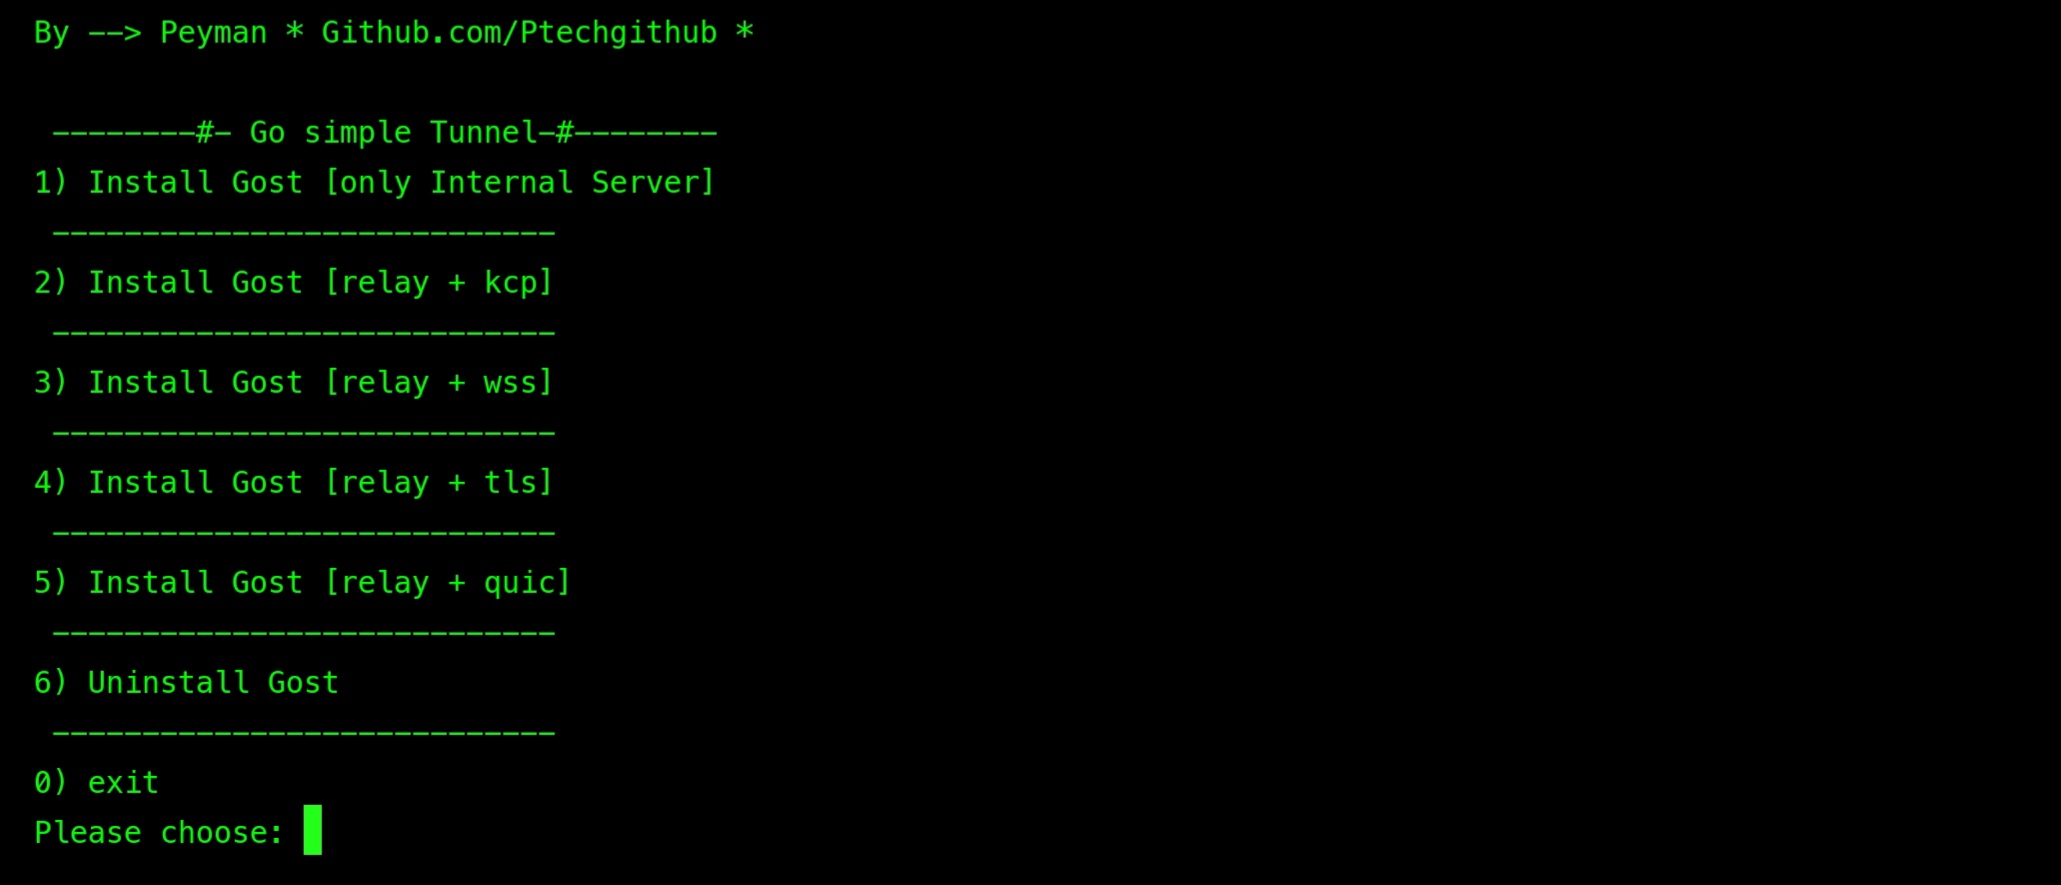 By --> Peyman * Github.com/Ptechgithub *
--------#- Go simple Tunnel-#--------
1) Install Gost [only Internal Server]
----------------------------
2) Install Gost [relay + kcp]
----------------------------
3) Install Gost [relay + wss]
----------------------------
4) Install Gost [relay + tls]
----------------------------
5) Install Gost [relay + quic]
----------------------------
6) Uninstall Gost
----------------------------
0) exit
Please choose: